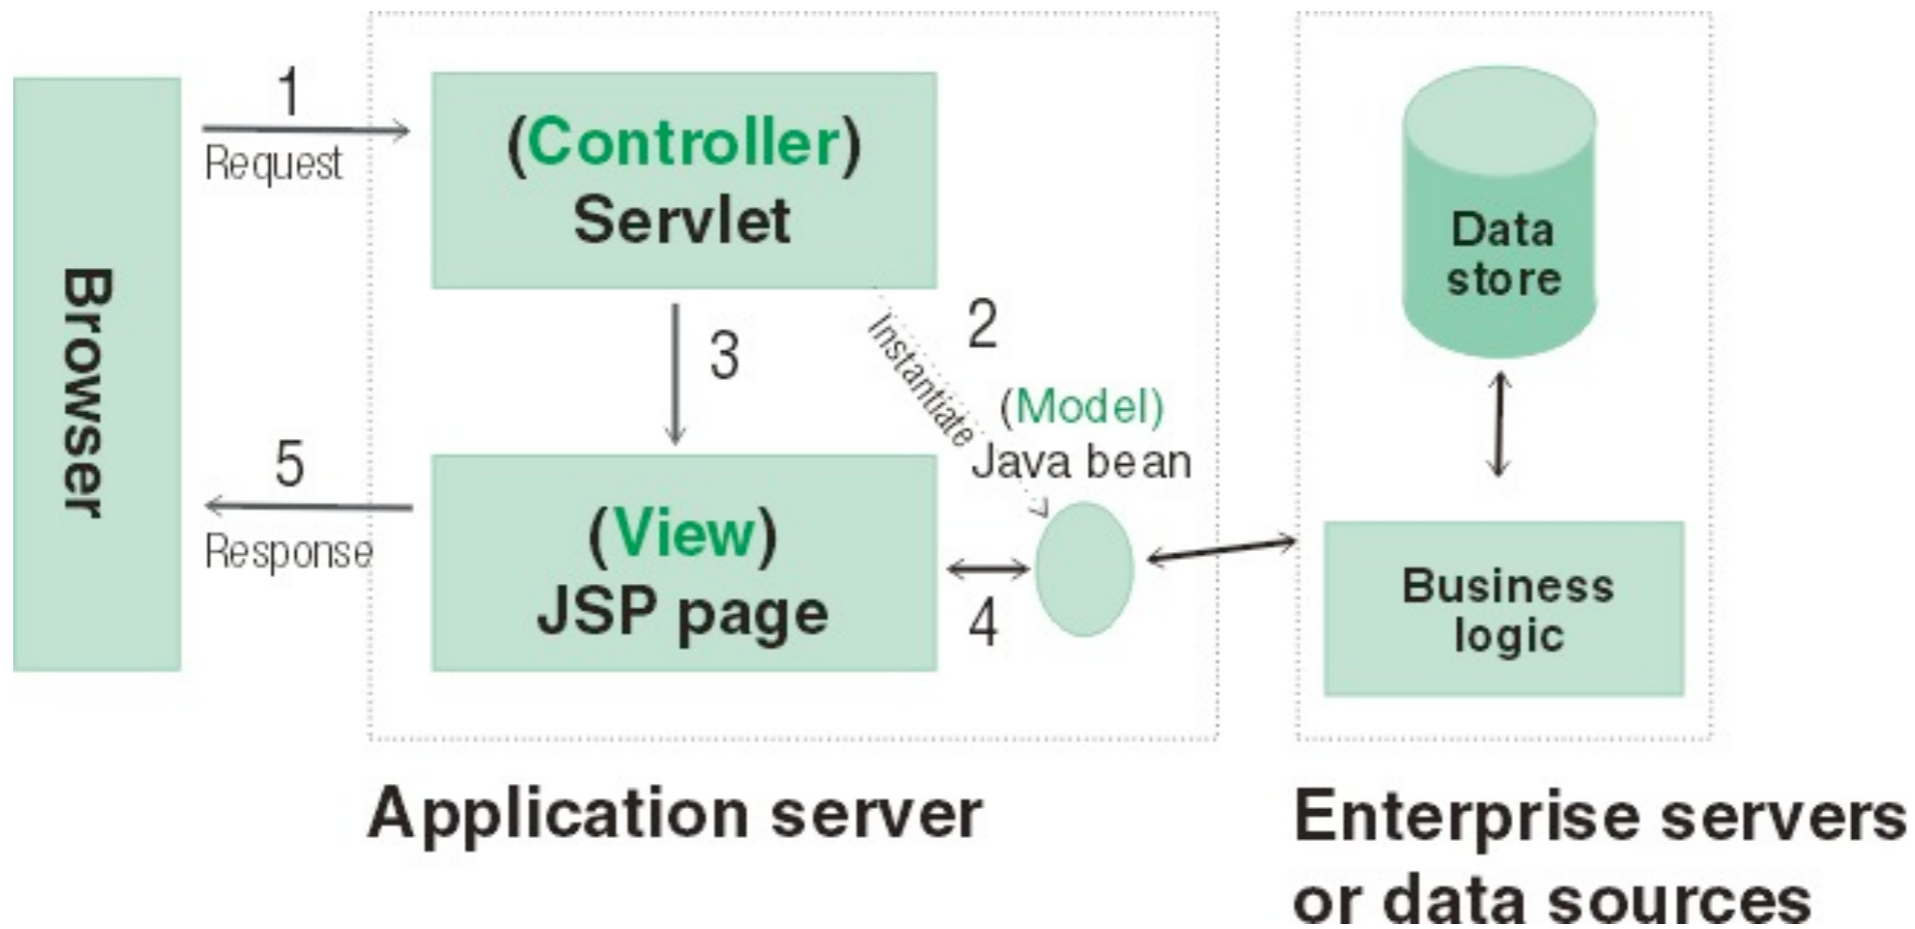 Browser
1
Request
(Controller)
Servlet
2
Instantiate
3
(Model)
Java bean
(View)
JSP page
4
5
Response
Data
store
Business
logic
Application server
Enterprise servers
or data sources